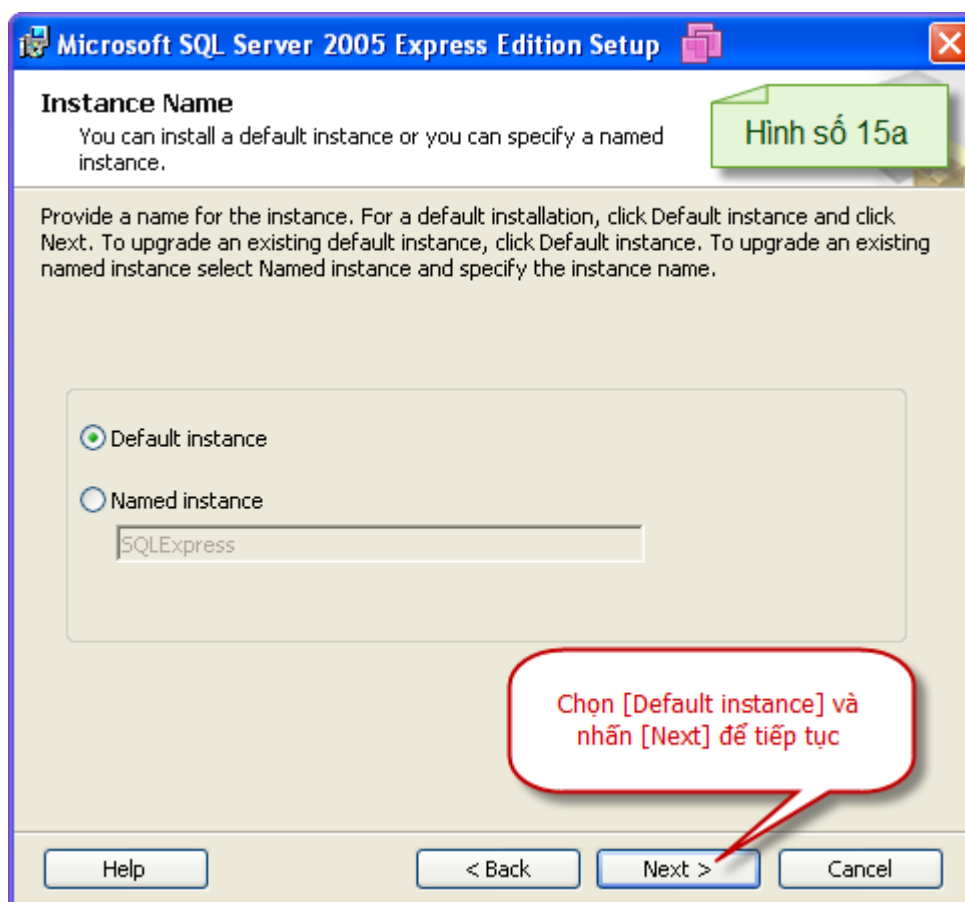 Microsoft SQL Server 2005 Express Edition Setup
Instance Name
You can install a default instance or you can specify a named
instance.
Hình số 15a
Provide a name for the instance. For a default installation, click Default instance and click
Next. To upgrade an existing default instance, click Default instance. To upgrade an existing
named instance select Named instance and specify the instance name.
Default instance
Named instance
SQLExpress
Chọn [Default instance] và
nhấn [Next] để tiếp tục
Help
< Back
Next >
Cancel